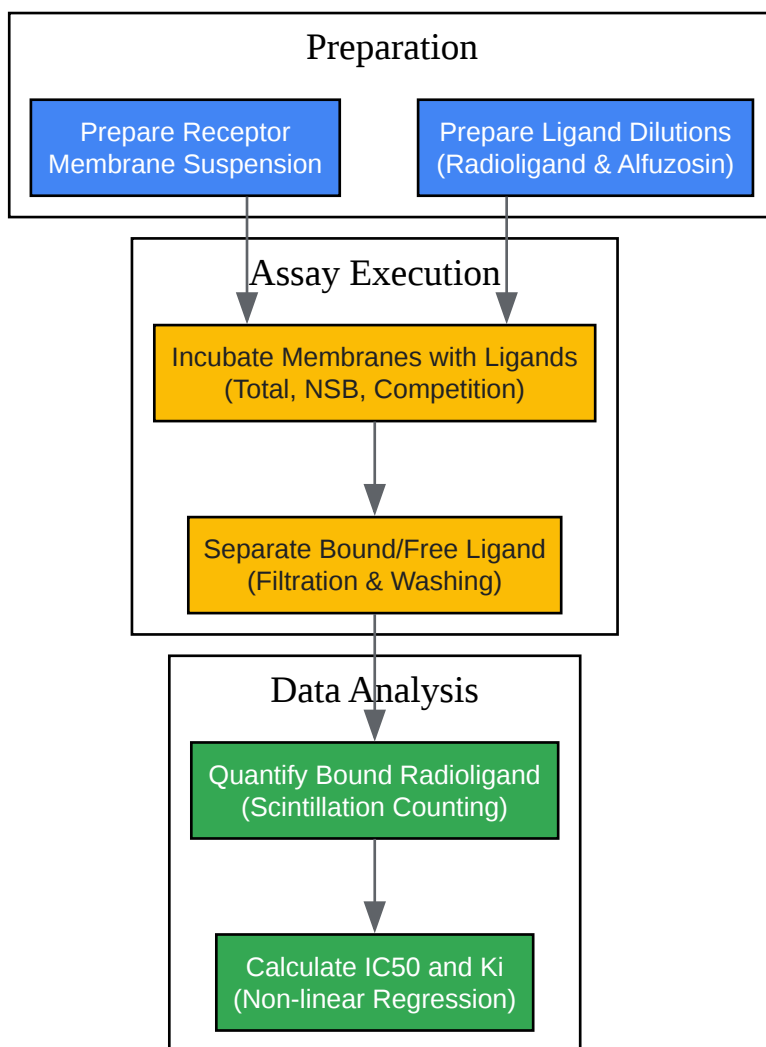 Preparation
Prepare Receptor
Membrane Suspension
Prepare Ligand Dilutions
(Radioligand & Alfuzosin)
Assay Execution
Incubate Membranes with Ligands
(Total, NSB, Competition)
Separate Bound/Free Ligand
(Filtration & Washing)
Data Analysis
Quantify Bound Radioligand
(Scintillation Counting)
Calculate IC50 and Ki
(Non-linear Regression)